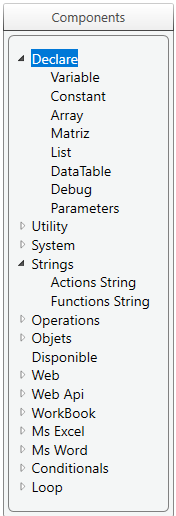 Components
Declare
Variable
Constant
Array
Matriz
List
DataTable
Debug
Parameters
Utility
System
Strings
Actions String
Functions String
Operations
Objets
Disponible
Web
Web Api
WorkBook
Ms Excel
Ms Word
Conditionals
Loop